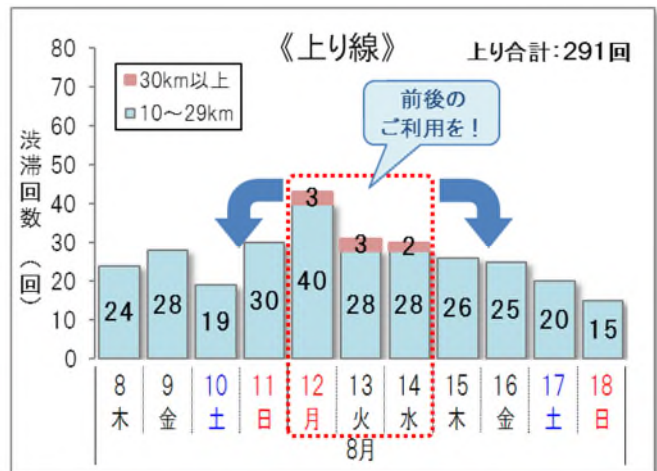 《上り線》
上り合計：291回
30km以上
10～29km
前後の
ご利用を！
渋滞回数（回）
80
70
60
50
40
30
20
10
0
3
3
2
24 28 19 30 40 28 28 26 25 20 15
8 9 10 11 12 13 14 15 16 17 18
木 金 土 日 月 火 水 木 金 土 日
8月